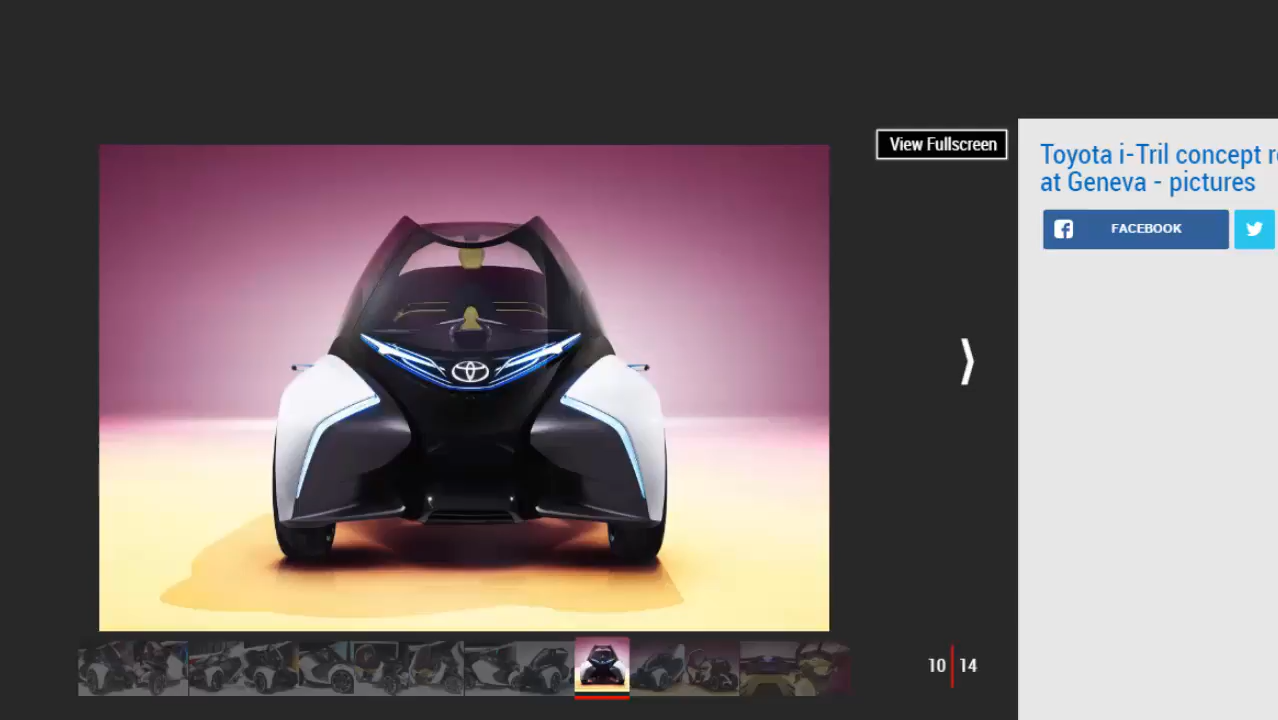 View Fullscreen
Toyota i-Tril concept
at Geneva - pictures
FACEBOOK
10 14